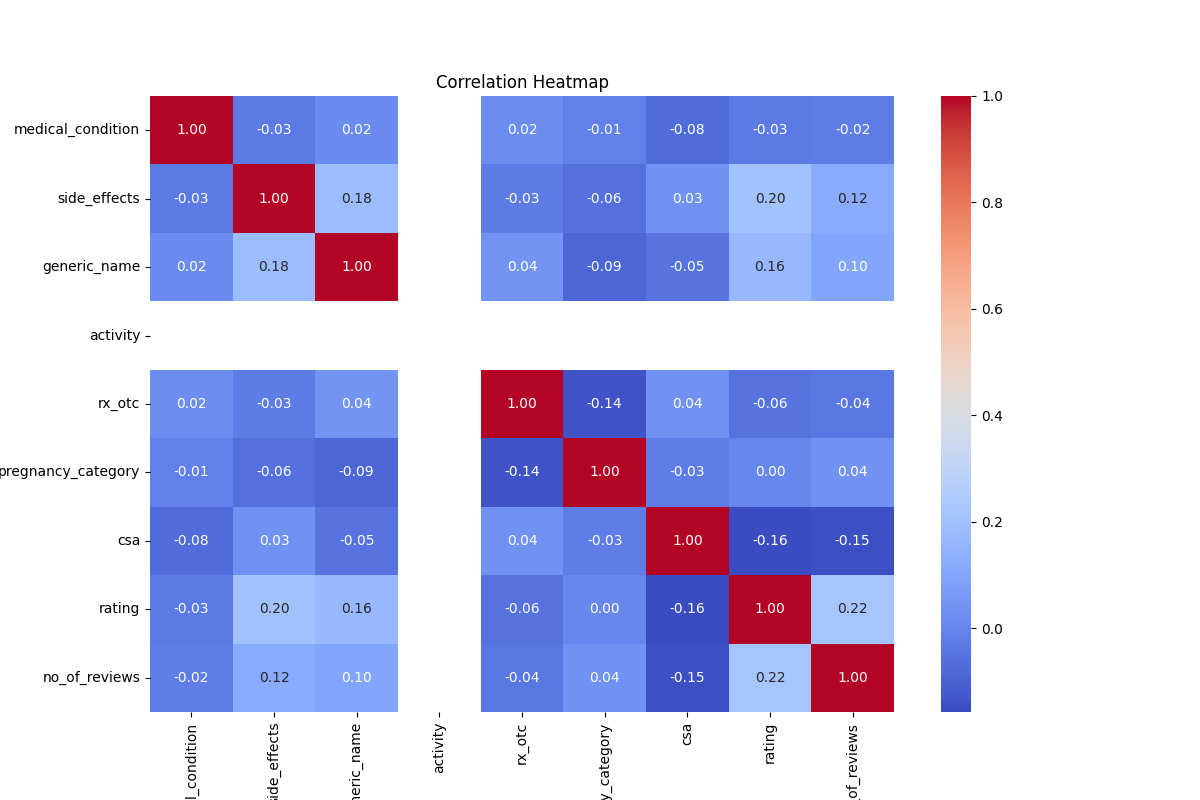 Correlation Heatmap
medical_condition 1.00 -0.03 0.02 0.02 -0.01 -0.08 -0.03 -0.02
side_effects -0.03 1.00 0.18 -0.03 -0.06 0.03 0.20 0.12
generic_name 0.02 0.18 1.00 0.04 -0.09 -0.05 0.16 0.10
activity
rx_otc 0.02 -0.03 0.04 1.00 -0.14 0.04 -0.06 -0.04
pregnancy_category -0.01 -0.06 -0.09 -0.14 1.00 -0.03 0.00 0.04
csa -0.08 0.03 -0.05 0.04 -0.03 1.00 -0.16 -0.15
rating -0.03 0.20 0.16 -0.06 0.00 -0.16 1.00 0.22
no_of_reviews -0.02 0.12 0.10 -0.04 0.04 -0.15 0.22 1.00
l_condition
side_effects
neric_name
activity
rx_otc
y_category
csa
rating
_of_reviews
1.0
0.8
0.6
0.4
0.2
0.0